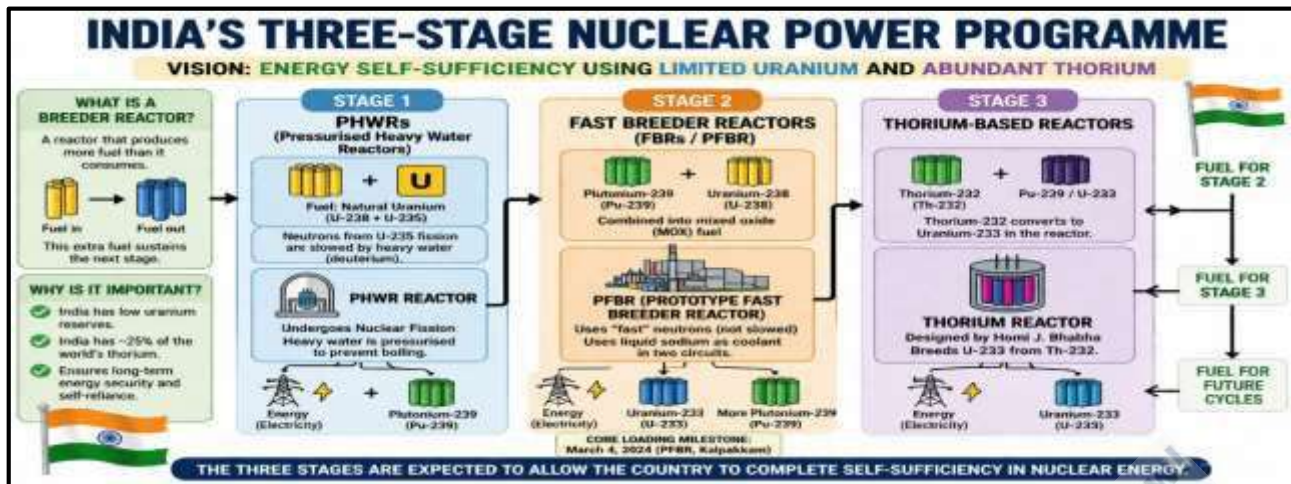 INDIA'S THREE-STAGE NUCLEAR POWER PROGRAMME
VISION: ENERGY SELF-SUFFICIENCY USING LIMITED URANIUM AND ABUNDANT THORIUM
WHAT IS A
BREEDER REACTOR?
A reactor that produces
more fuel than it
consumes.
Fuel in
Fuel out
This extra fuel sustains
the next stage.
WHY IS IT IMPORTANT?
India has low uranium
reserves.
India has ~25% of the
world's thorium.
Ensures long-term
energy security and
self-reliance.
STAGE 1
PHWRs
(Pressurised Heavy Water
Reactors)
+
U
Fuel: Natural Uranium
(U-238 + U-235)
Neutrons from U-235 fission
are slowed by heavy water
(deuterium).
PHWR REACTOR
Undergoes Nuclear Fission
Heavy water is pressurised
to prevent boiling.
Energy
(Electricity)
+
Plutonium-239
(Pu-239)
STAGE 2
FAST BREEDER REACTORS
(FBRs / PFBR)
+
Plutonium-239
(Pu-239)
Uranium-238
(U-238)
Combined into mixed oxide
(MOX) fuel
PFBR (PROTOTYPE FAST
BREEDER REACTOR)
Uses "fast" neutrons (not slowed)
Uses liquid sodium as coolant
in two circuits.
Energy
(Electricity)
Uranium-233
(U-233)
More Plutonium-239
(Pu-239)
CORE LOADING MILESTONE:
March 4, 2024 (PFBR, Kalpakkam)
STAGE 3
THORIUM-BASED REACTORS
+
Thorium-232
(Th-232)
Pu-239 / U-233
Thorium-232 converts to
Uranium-233 in the reactor.
THORIUM REACTOR
Designed by Homi J. Bhabha
Breeds U-233 from Th-232.
Energy
(Electricity)
Uranium-233
(U-233)
FUEL FOR
STAGE 2
FUEL FOR
STAGE 3
FUEL FOR
FUTURE
CYCLES
THE THREE STAGES ARE EXPECTED TO ALLOW THE COUNTRY TO COMPLETE SELF-SUFFICIENCY IN NUCLEAR ENERGY.